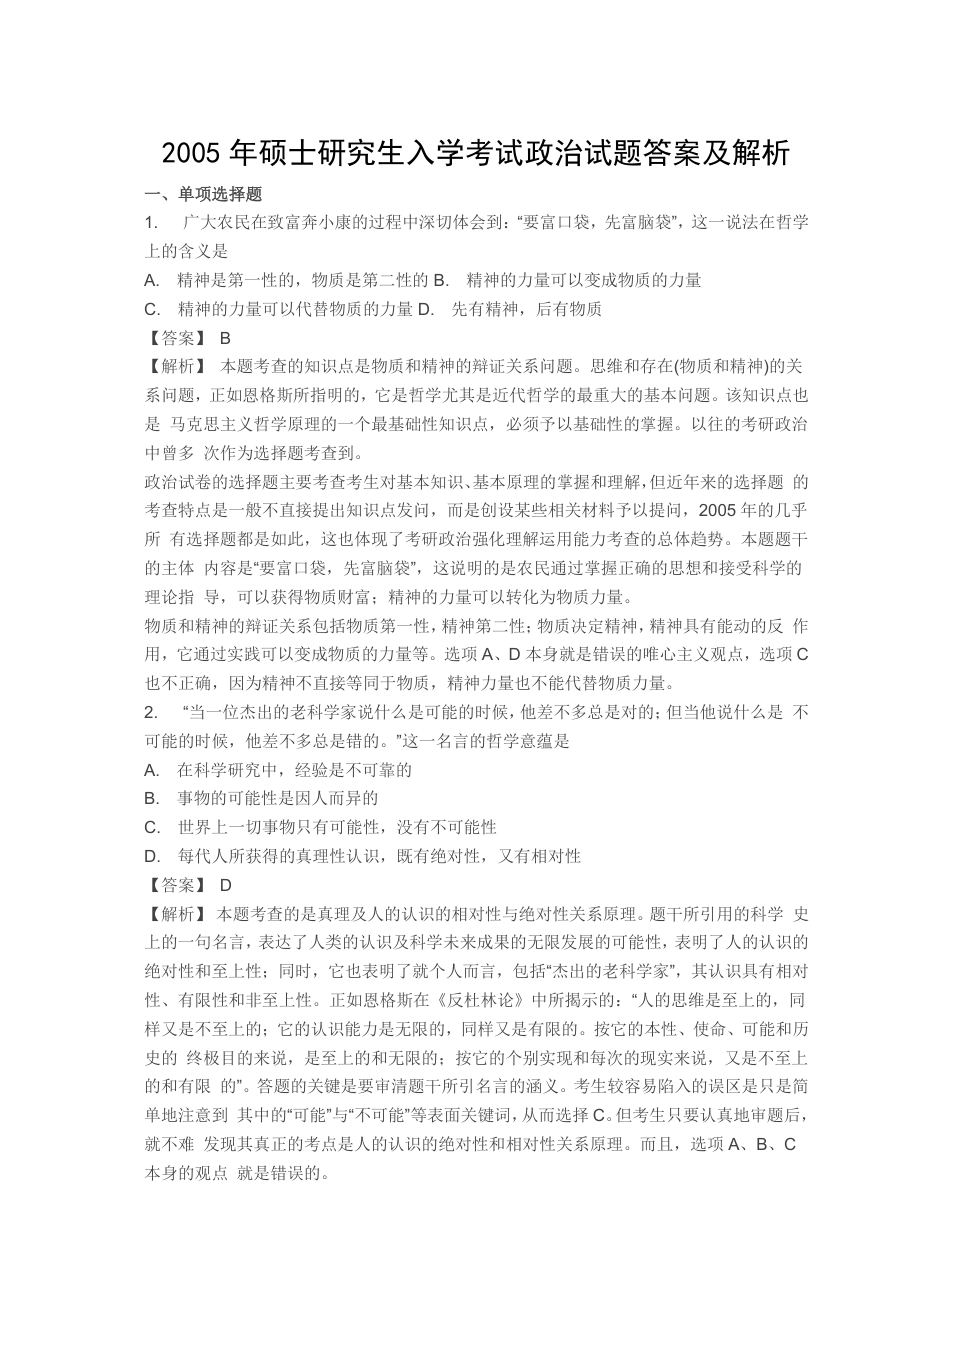 2005 年硕士研究生入学考试政治试题答案及解析
一、单项选择题
1. 广大农民在致富奔小康的过程中深切体会到：“要富口袋，先富脑袋”，这一说法在哲学
上的含义是
A. 精神是第一性的，物质是第二性的 B. 精神的力量可以变成物质的力量
C. 精神的力量可以代替物质的力量 D. 先有精神，后有物质
【答案】 B
【解析】 本题考查的知识点是物质和精神的辩证关系问题。思维和存在(物质和精神)的关
系问题，正如恩格斯所指明的，它是哲学尤其是近代哲学的最重大的基本问题。该知识点也
是 马克思主义哲学原理的一个最基础性知识点，必须予以基础性的掌握。以往的考研政治
中曾多 次作为选择题考查到。
政治试卷的选择题主要考查考生对基本知识、基本原理的掌握和理解，但近年来的选择题 的
考查特点是一般不直接提出知识点发问，而是创设某些相关材料予以提问，2005 年的几乎
所 有选择题都是如此，这也体现了考研政治强化理解运用能力考查的总体趋势。本题题干
的主体 内容是“要富口袋，先富脑袋”，这说明的是农民通过掌握正确的思想和接受科学的
理论指 导，可以获得物质财富；精神的力量可以转化为物质力量。
物质和精神的辩证关系包括物质第一性，精神第二性；物质决定精神，精神具有能动的反 作
用，它通过实践可以变成物质的力量等。选项 A、D 本身就是错误的唯心主义观点，选项 C
也不正确，因为精神不直接等同于物质，精神力量也不能代替物质力量。
2. “当一位杰出的老科学家说什么是可能的时候，他差不多总是对的；但当他说什么是 不
可能的时候，他差不多总是错的。”这一名言的哲学意蕴是
A. 在科学研究中，经验是不可靠的
B. 事物的可能性是因人而异的
C. 世界上一切事物只有可能性，没有不可能性
D. 每代人所获得的真理性认识，既有绝对性，又有相对性
【答案】 D
【解析】 本题考查的是真理及人的认识的相对性与绝对性关系原理。题干所引用的科学 史
上的一句名言，表达了人类的认识及科学未来成果的无限发展的可能性，表明了人的认识的
绝对性和至上性；同时，它也表明了就个人而言，包括“杰出的老科学家”，其认识具有相对
性、有限性和非至上性。正如恩格斯在《反杜林论》中所揭示的：“人的思维是至上的，同
样又是不至上的；它的认识能力是无限的，同样又是有限的。按它的本性、使命、可能和历
史的 终极目的来说，是至上的和无限的；按它的个别实现和每次的现实来说，又是不至上
的和有限 的”。答题的关键是要审清题干所引名言的涵义。考生较容易陷入的误区是只是简
单地注意到 其中的“可能”与“不可能”等表面关键词，从而选择 C。但考生只要认真地审题后，
就不难 发现其真正的考点是人的认识的绝对性和相对性关系原理。而且，选项 A、B、C
本身的观点 就是错误的。